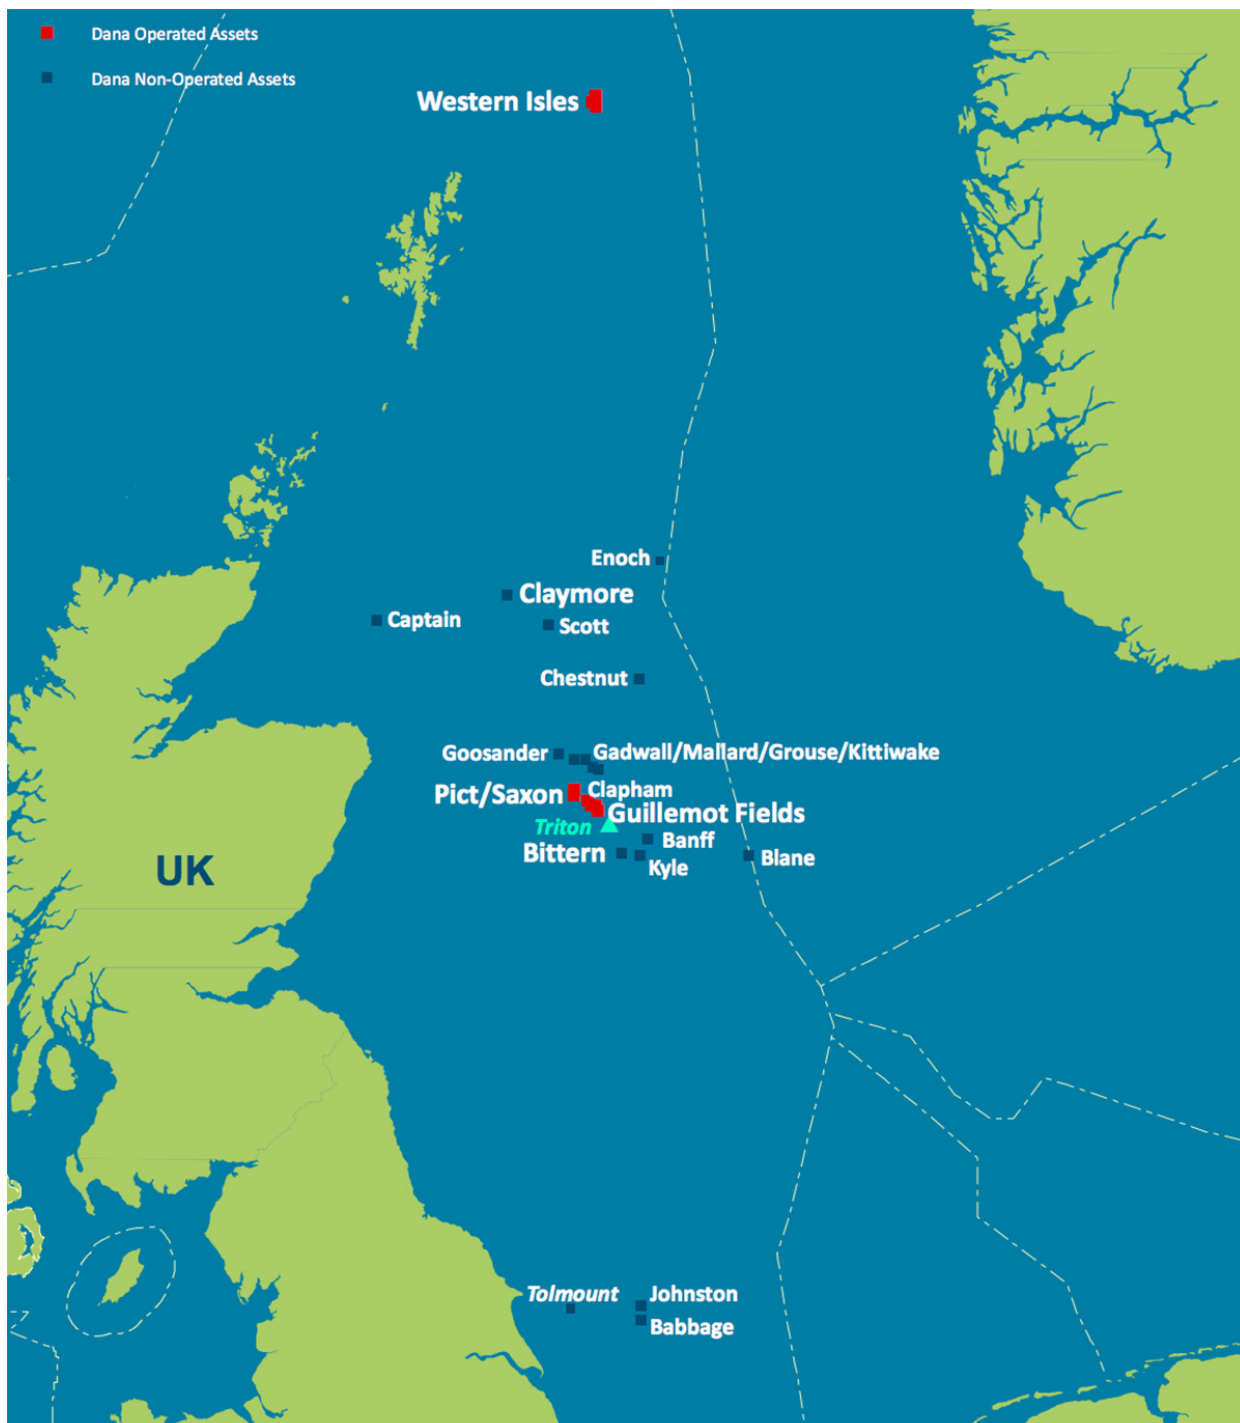 Dana Operated Assets
Dana Non-Operated Assets
Western Isles
Enoch
Claymore
Captain
Scott
Chestnut
Goosander
Gadwall/Mallard/Grouse/Kittiwake
Clapham
Pict/Saxon
Guillemot Fields
Triton
Banff
Bittern
Blane
Kyle
UK
Tolmount
Johnston
Babbage